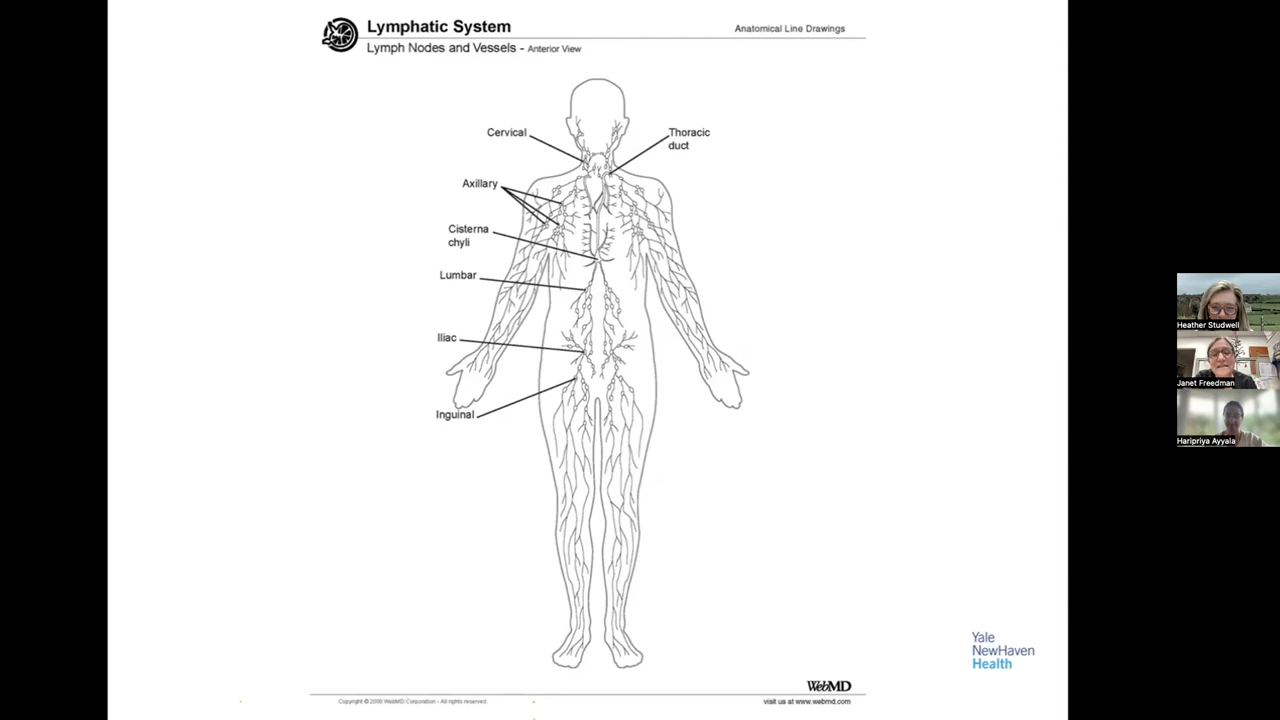 Lymphatic System
Anatomical Line Drawings
Lymph Nodes and Vessels - Anterior View
Cervical
Thoracic
duct
Axillary
Cisterna
chyli
Lumbar
Iliac
Inguinal
Heather Studwell
Janet Freedman
Haripriya Ayyala
Yale
NewHaven
Health
WebMD
Copyright © 2000 WebMD Corporation - All rights reserved.
visit us at www.webmd.com